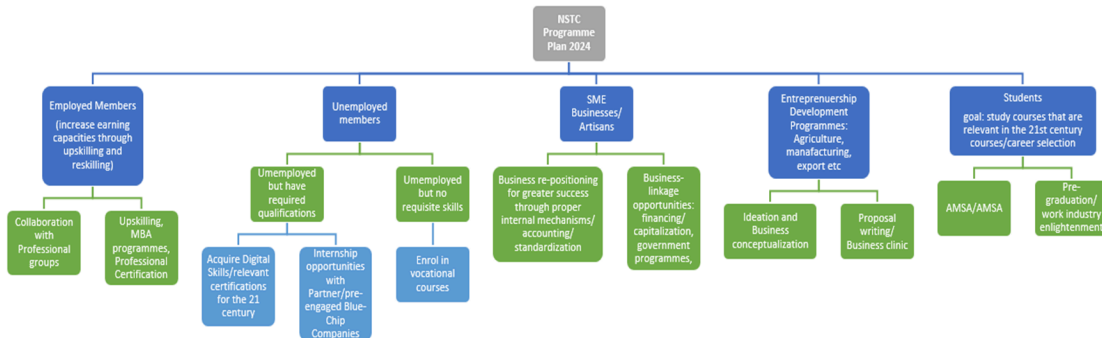 NSTC
Programme
Plan 2024
Employed Members
(increase earning
capacities through
upskilling and
reskilling)
Unemployed
members
SME
Businesses/
Artisans
Entreprenuership
Development
Programmes:
Agriculture,
manafacturing,
export etc
Students
goal: study courses that are
relevant in the 21st century
courses/career selection
Collaboration
with
Professional
groups
Upskilling,
MBA
programmes,
Professional
Certification
Unemployed
but have
required
qualifications
Unemployed
but no
requisite skills
Business re-positioning
for greater success
through proper
internal mechanisms/
accounting/
standardization
Business-
linkage
opportunities:
financing/
capitalization,
government
programmes,
Ideation and
Business
conceptualization
Proposal
writing/
Business clinic
AMSA/AMSA
Pre-
graduation/
work industry
enlightenment
Acquire Digital
Skills/relevant
certifications
for the 21
century
Internship
opportunities
with
Partner/pre-
engaged Blue-
Chip
Companies
Enrol in
vocational
courses